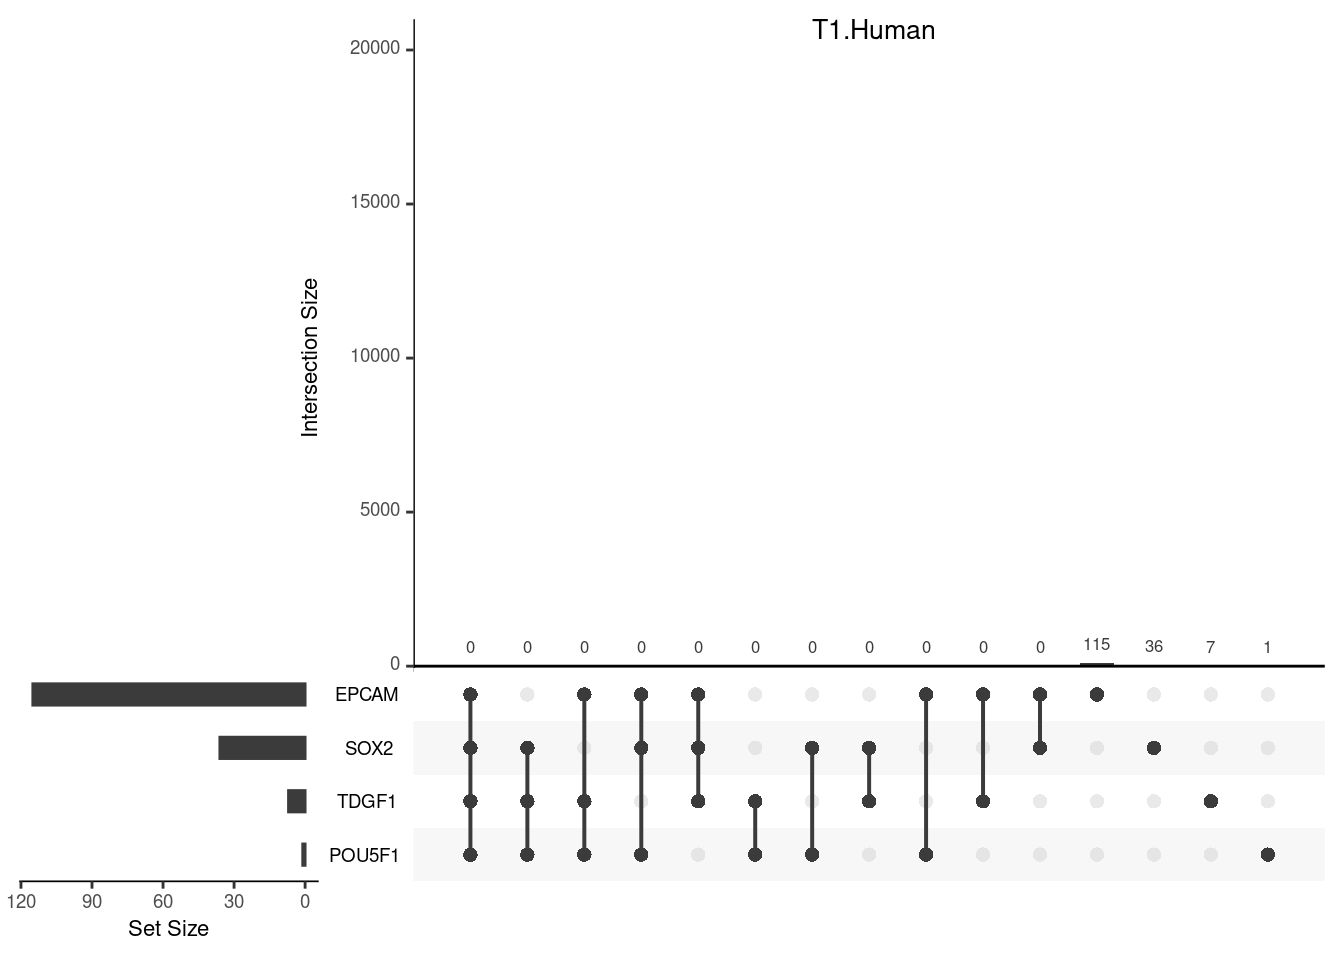 T1.Human
20000
15000
10000
5000
0
Intersection Size
0 0 0 0 0 0 0 0 0 0 0 115 36 7 1
EPCAM
SOX2
TDGF1
POU5F1
120 90 60 30 0
Set Size